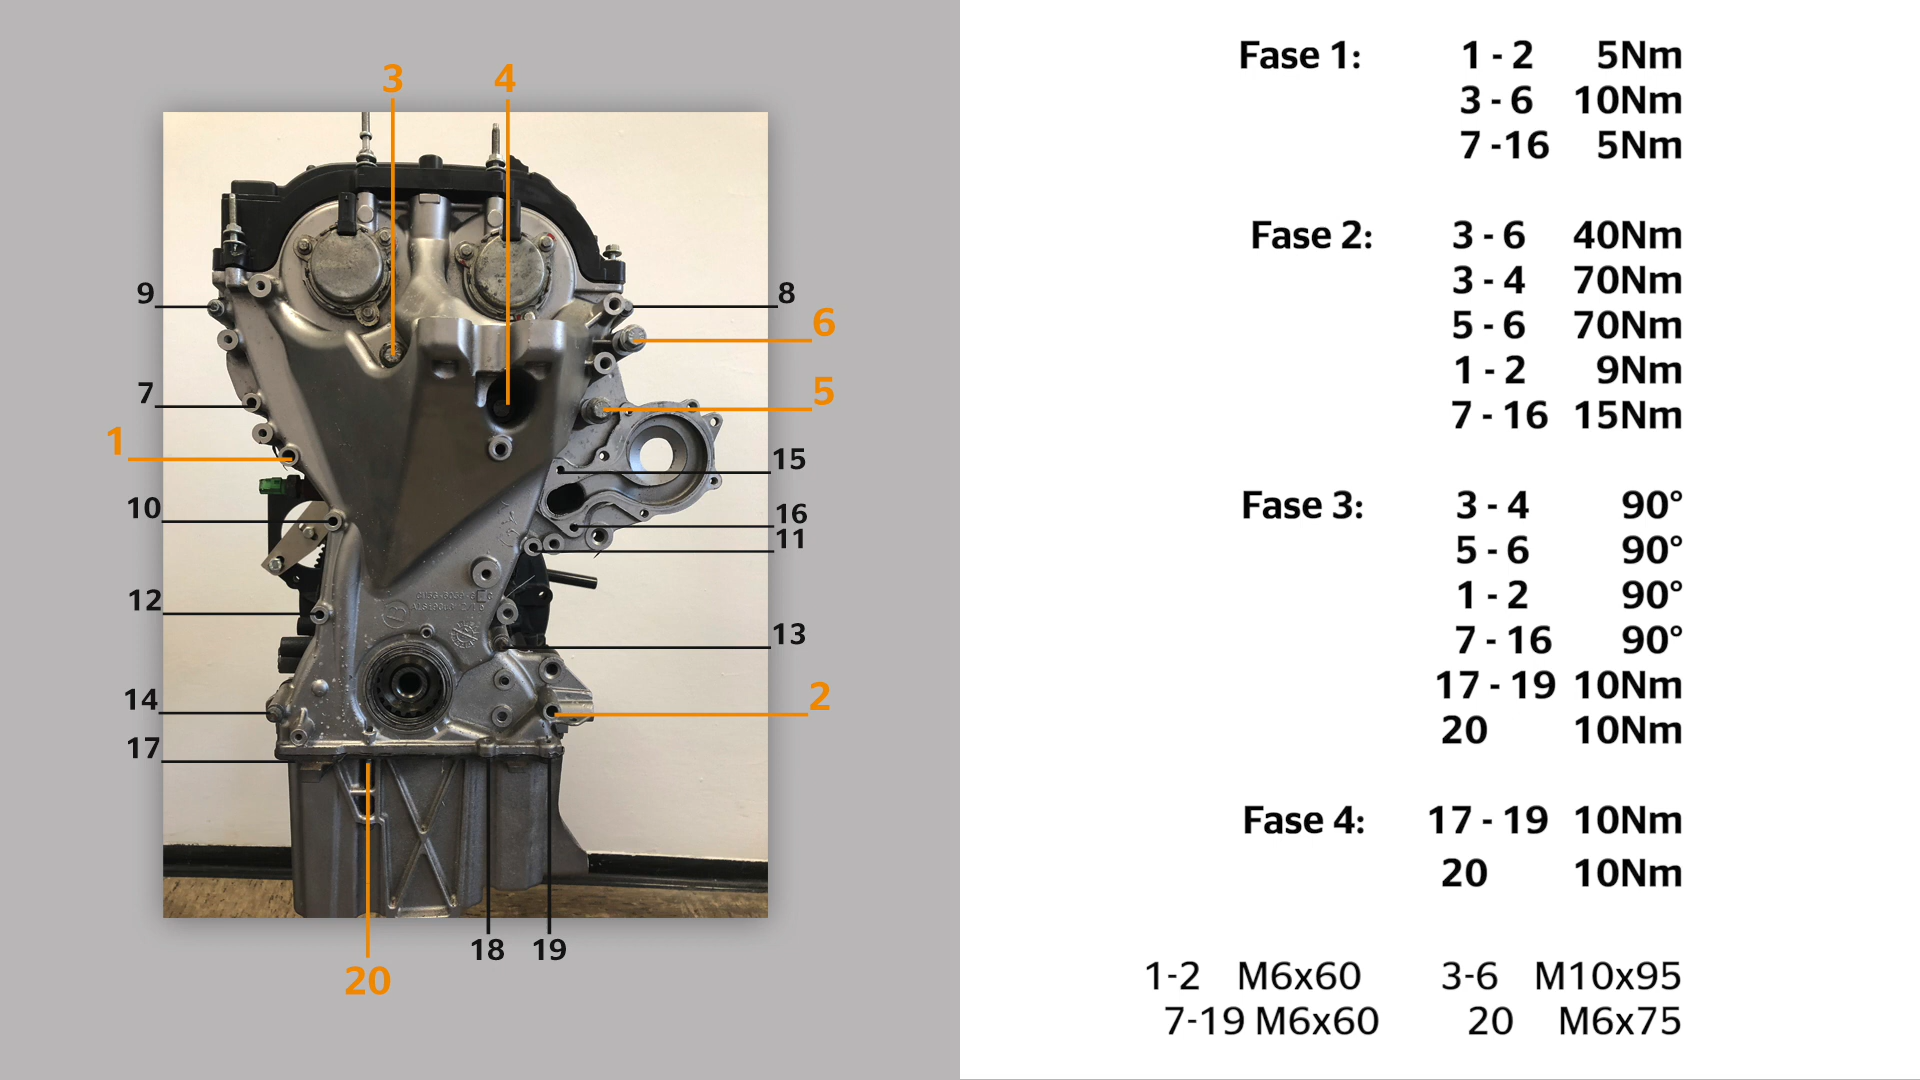 3 4
9 8
6
7 5
1
15
10 16
11
12
13
14 2
17
18 19
20
Fase 1: 1 - 2 5Nm
3 - 6 10Nm
7 -16 5Nm
Fase 2: 3 - 6 40Nm
3 - 4 70Nm
5 - 6 70Nm
1 - 2 9Nm
7 - 16 15Nm
Fase 3: 3 - 4 90°
5 - 6 90°
1 - 2 90°
7 - 16 90°
17 - 19 10Nm
20 10Nm
Fase 4: 17 - 19 10Nm
20 10Nm
1-2 M6x60 3-6 M10x95
7-19 M6x60 20 M6x75